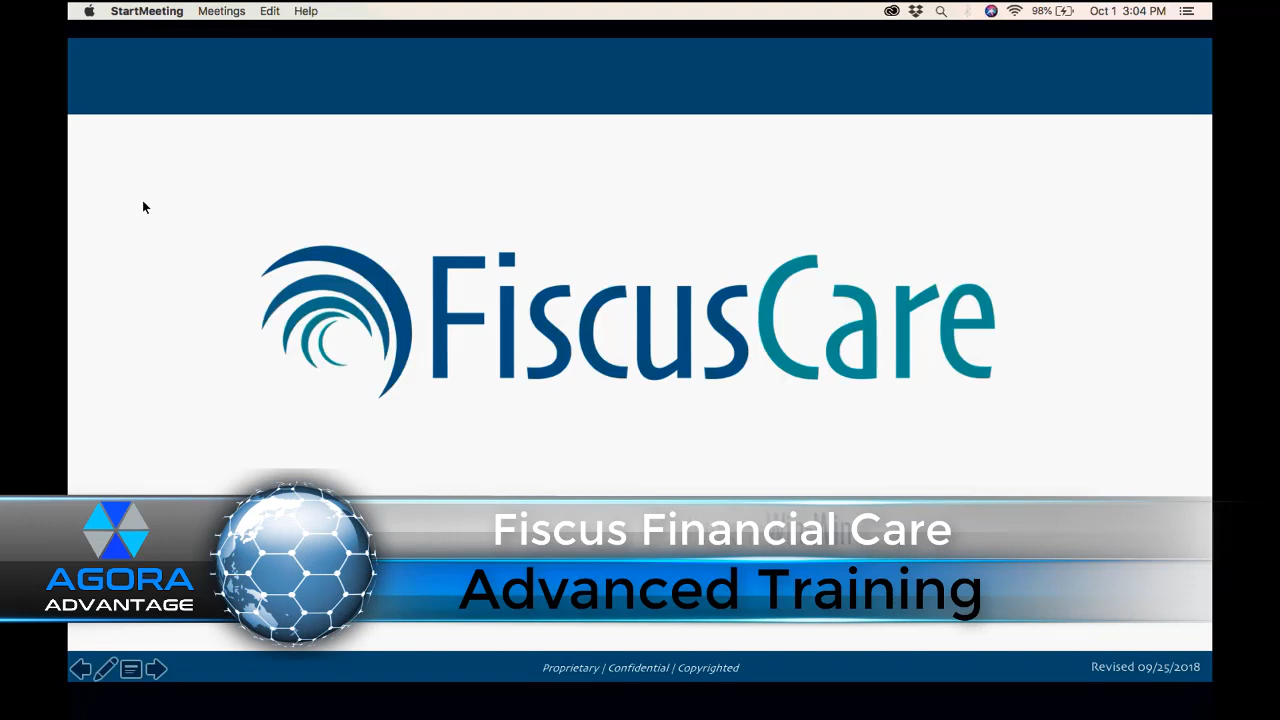 StartMeeting Meetings Edit Help 98% Oct 1 3:04 PM
FiscusCare
Fiscus Financial Care
Advanced Training
AGORA
ADVANTAGE
Proprietary | Confidential | Copyrighted
Revised 09/25/2018